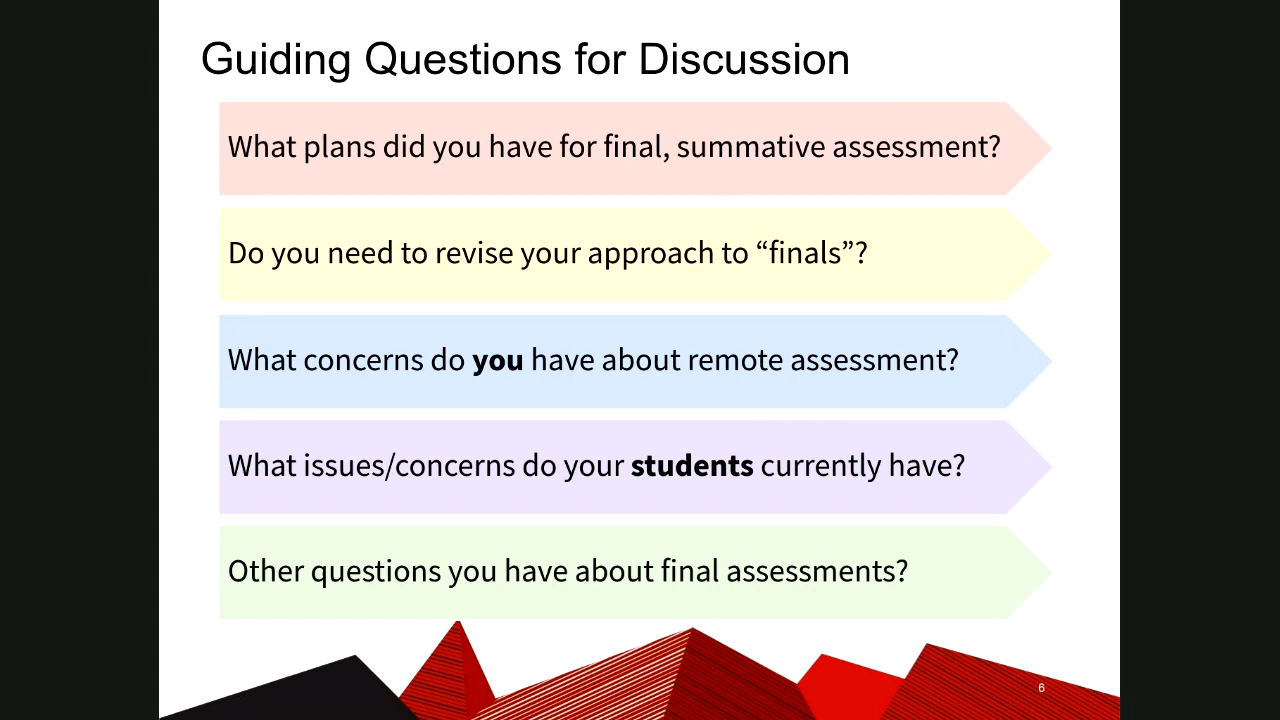 Guiding Questions for Discussion
What plans did you have for final, summative assessment?
Do you need to revise your approach to “finals”?
What concerns do you have about remote assessment?
What issues/concerns do your students currently have?
Other questions you have about final assessments?
6